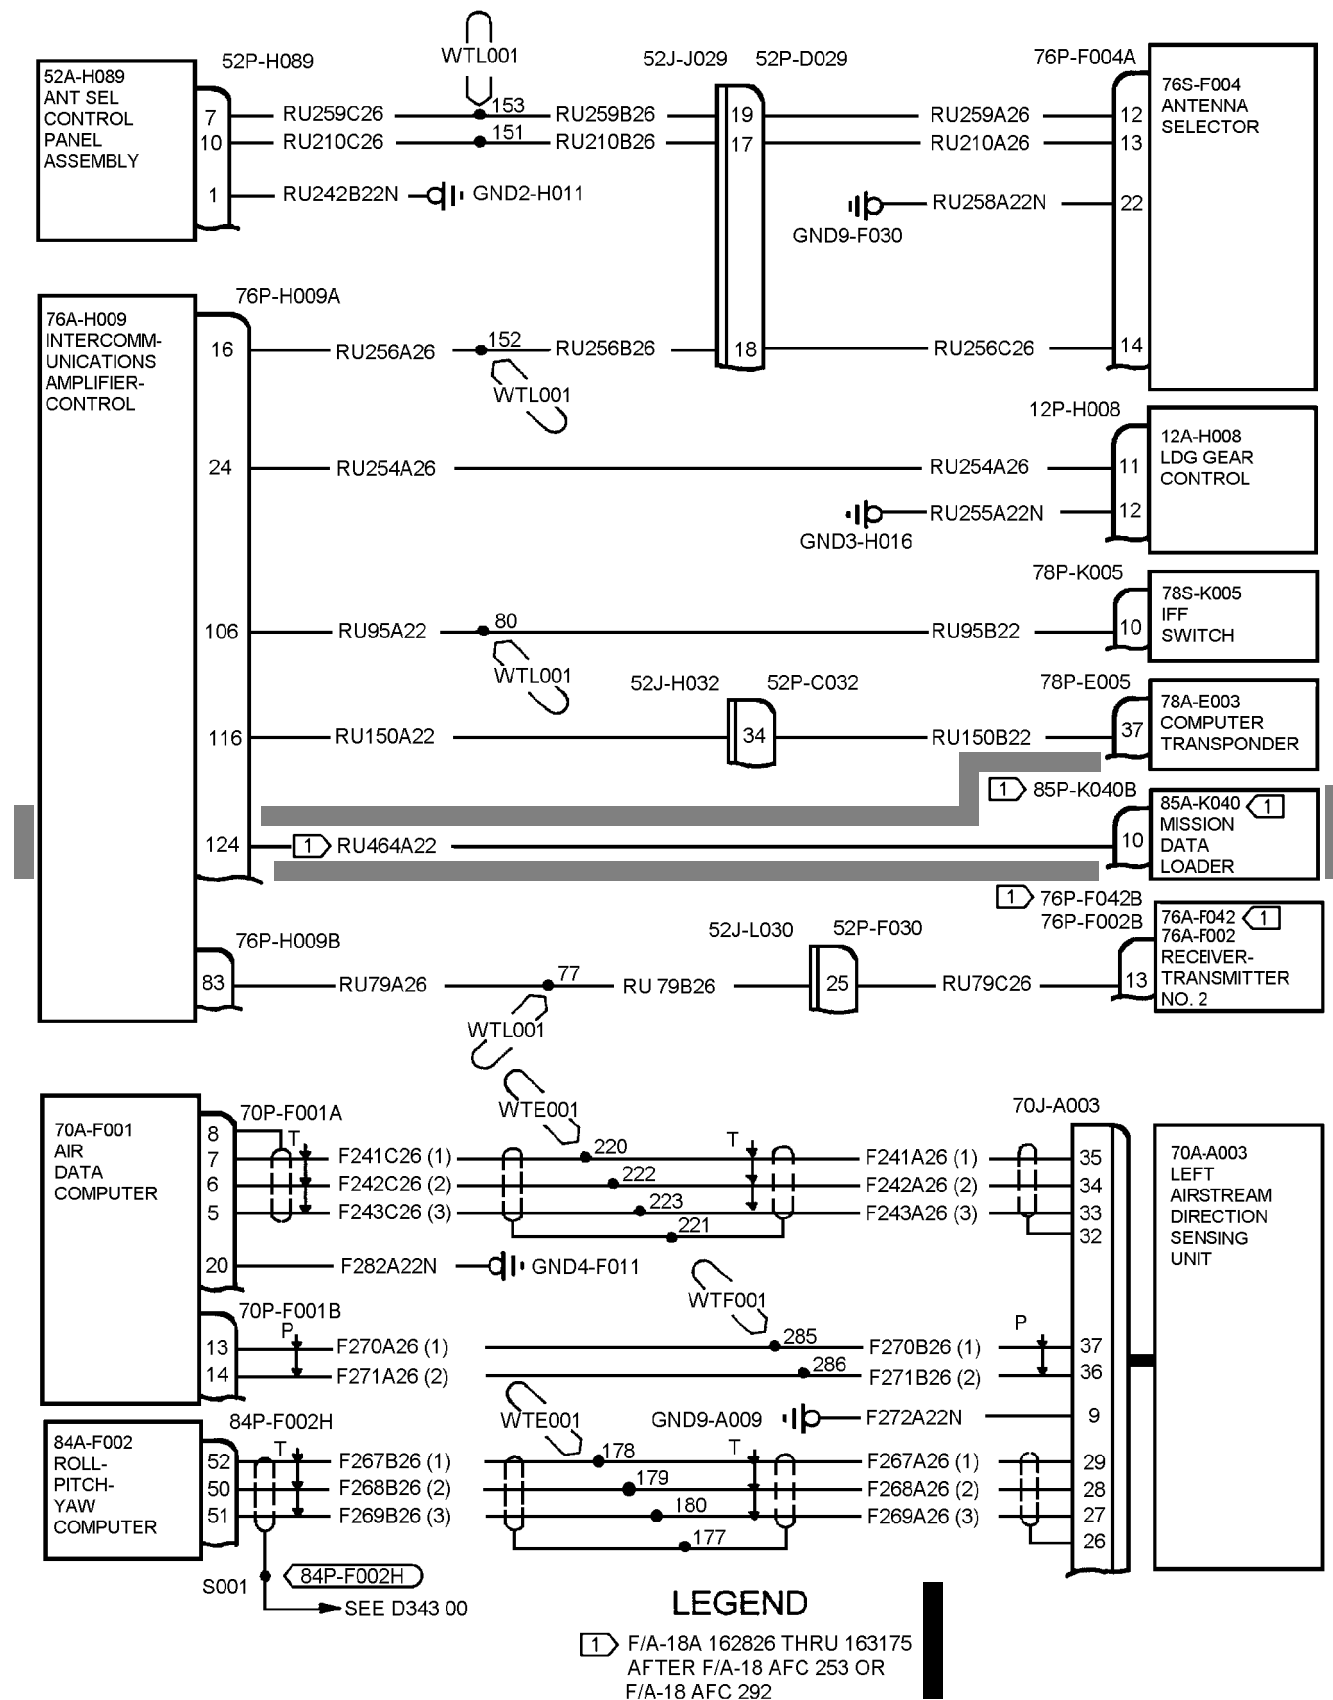 WTL001
52P-H089
52J-J029 52P-D029
76P-F004A
52A-H089
ANT SEL
CONTROL
PANEL
ASSEMBLY
76S-F004
ANTENNA
SELECTOR
7 RU259C26 153 RU259B26 19 RU259A26 12
10 RU210C26 151 RU210B26 17 RU210A26 13
1 RU242B22N GND2-H011
RU258A22N 22
GND9-F030
76P-H009A
76A-H009
INTERCOMM-
UNICATIONS
AMPLIFIER-
CONTROL
16 RU256A26 152 RU256B26 18 RU256C26 14
WTL001
12P-H008
12A-H008
LDG GEAR
CONTROL
24 RU254A26 RU254A26 11
RU255A22N 12
GND3-H016
78P-K005
78S-K005
IFF
SWITCH
106 RU95A22 80 RU95B22 10
WTL001
52J-H032 52P-C032
78P-E005
78A-E003
COMPUTER
TRANSPONDER
116 RU150A22 34 RU150B22 37
1 85P-K040B
85A-K040 1
MISSION
DATA
LOADER
124 1 RU464A22 10
1 76P-F042B
76P-F002B
76A-F042 1
76A-F002
RECEIVER-
TRANSMITTER
NO. 2
76P-H009B
52J-L030 52P-F030
83 RU79A26 77 RU 79B26 25 RU79C26 13
WTL001
WTE001
70P-F001A
70J-A003
70A-F001
AIR
DATA
COMPUTER
70A-A003
LEFT
AIRSTREAM
DIRECTION
SENSING
UNIT
8 T T
7 F241C26 (1) 220 F241A26 (1) 35
6 F242C26 (2) 222 F242A26 (2) 34
5 F243C26 (3) 223 F243A26 (3) 33
221 32
20 F282A22N GND4-F011
WTF001
70P-F001B
P P
13 F270A26 (1) 285 F270B26 (1) 37
14 F271A26 (2) 286 F271B26 (2) 36
WTE001
GND9-A009 F272A22N 9
84P-F002H
84A-F002
ROLL-
PITCH-
YAW
COMPUTER
T T
52 F267B26 (1) 178 F267A26 (1) 29
50 F268B26 (2) 179 F268A26 (2) 28
51 F269B26 (3) 180 F269A26 (3) 27
177 26
S001 84P-F002H
SEE D343 00
LEGEND
1 F/A-18A 162826 THRU 163175
AFTER F/A-18 AFC 253 OR
F/A-18 AFC 292